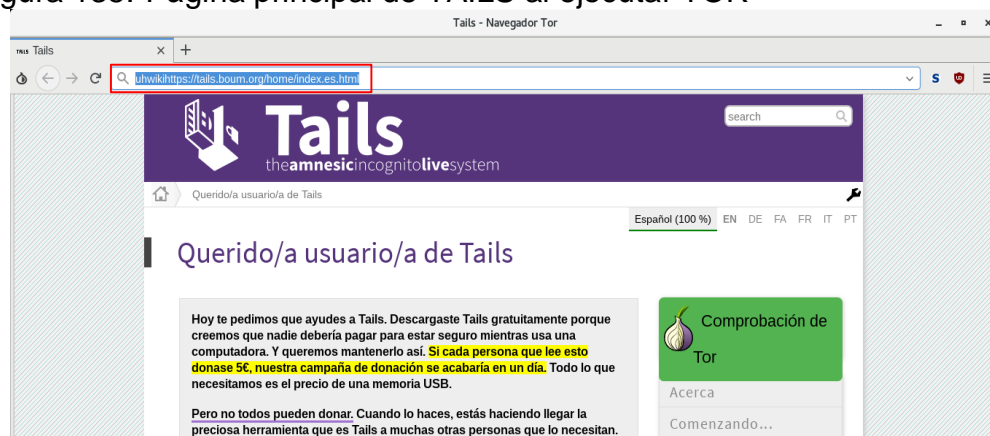 gura 188: Página principal de TAILS al ejecutar TOR
Tails - Navegador Tor
Tails
uhwikihttps://tails.boum.org/home/index.es.html
S
Tails
theamnesicincognitolivesystem
search
Querido/a usuario/a de Tails
Español (100 %) EN DE FA FR IT PT
Querido/a usuario/a de Tails
Hoy te pedimos que ayudes a Tails. Descargaste Tails gratuitamente porque
creemos que nadie debería pagar para estar seguro mientras usa una
computadora. Y queremos mantenerlo así. Si cada persona que lee esto
donase 5€, nuestra campaña de donación se acabaría en un día. Todo lo que
necesitamos es el precio de una memoria USB.
Pero no todos pueden donar. Cuando lo haces, estás haciendo llegar la
preciosa herramienta que es Tails a muchas otras personas que lo necesitan.
Comprobación de
Tor
Acerca
Comenzando...